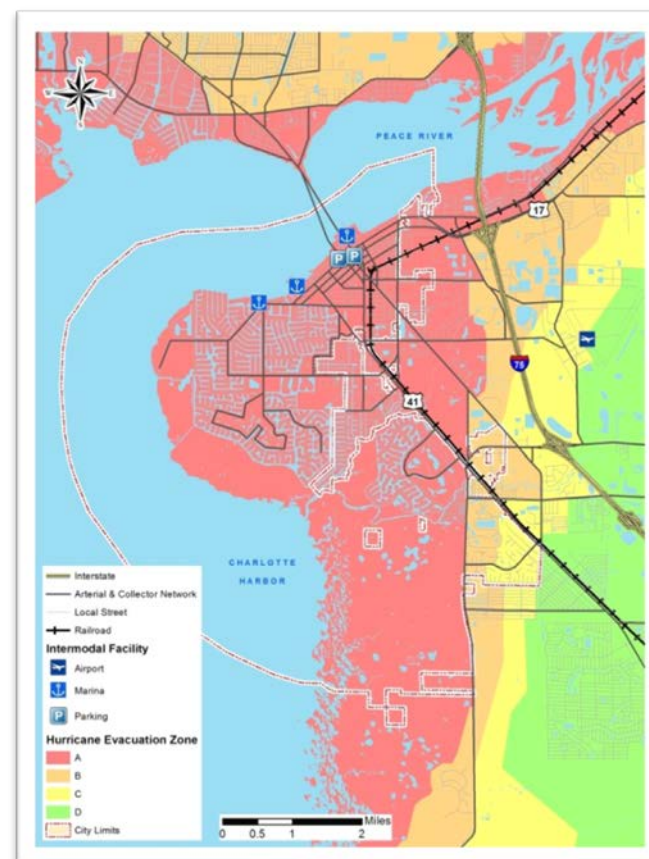 N
W
E
S
PEACE RIVER
17
75
41
CHARLOTTE
HARBOR
Interstate
Arterial & Collector Network
Local Street
Railroad
Intermodal Facility
Airport
Marina
P Parking
Hurricane Evacuation Zone
A
B
C
D
City Limits
Miles
0 0.5 1 2
P P